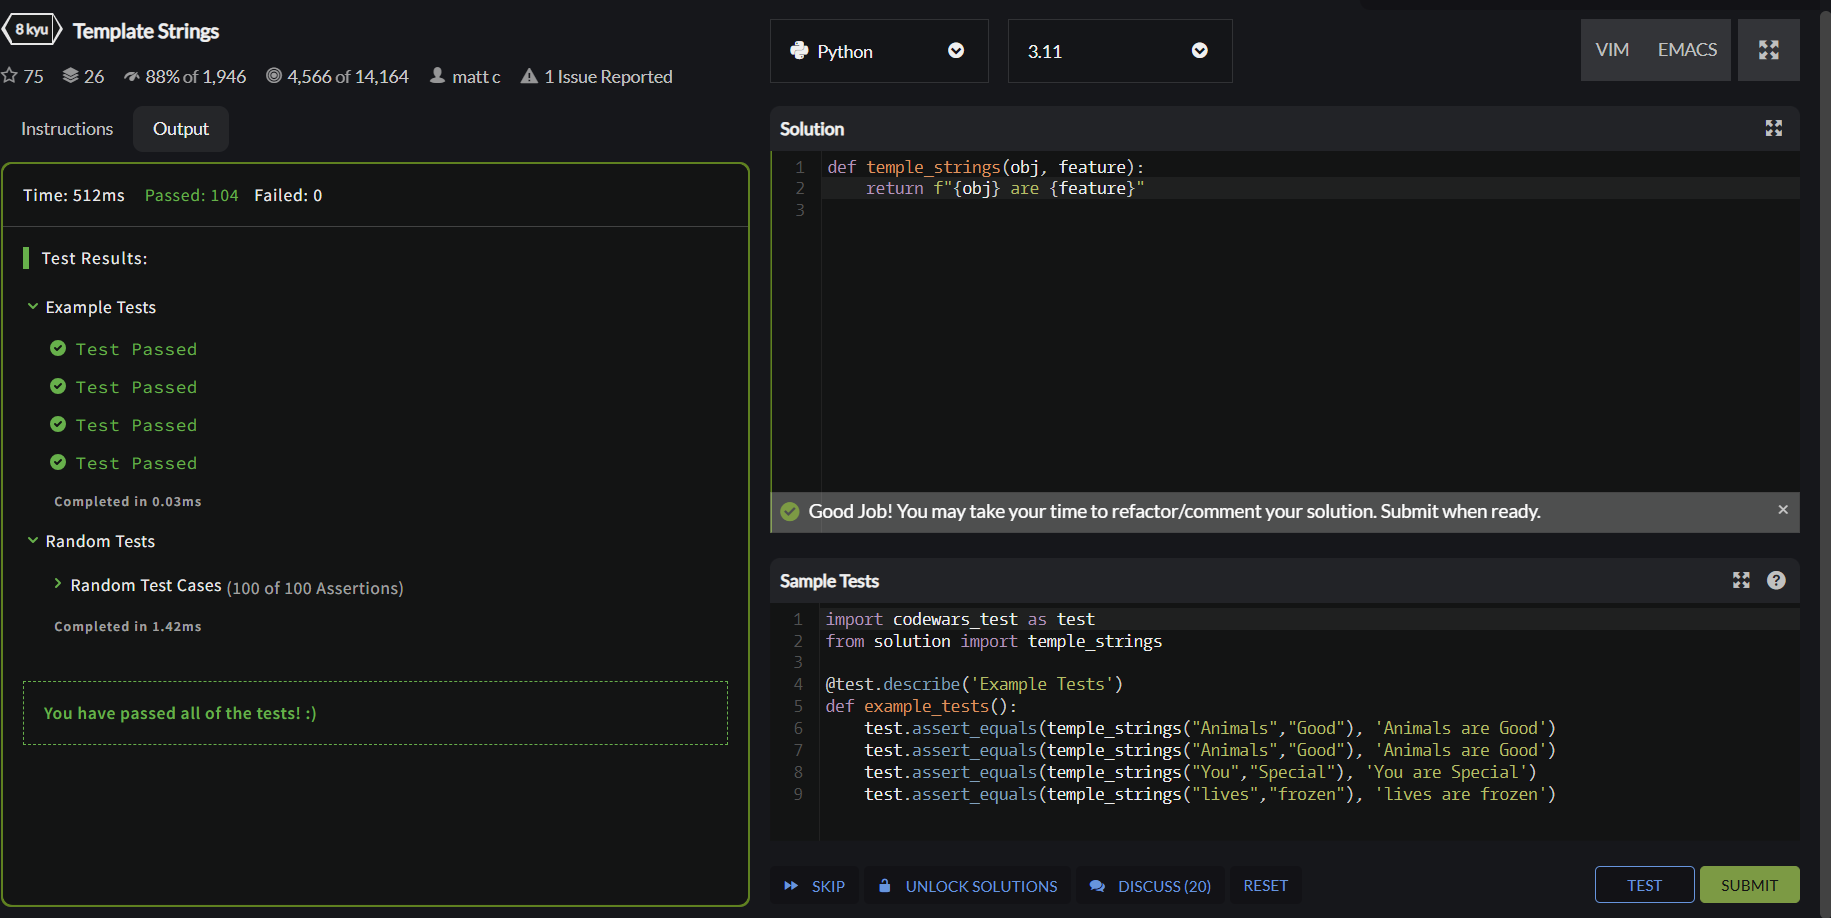 8 kyu Template Strings
75 26 88% of 1,946 4,566 of 14,164 matt c 1 Issue Reported
Instructions Output
Time: 512ms Passed: 104 Failed: 0
Test Results:
Example Tests
Test Passed
Test Passed
Test Passed
Test Passed
Completed in 0.03ms
Random Tests
Random Test Cases (100 of 100 Assertions)
Completed in 1.42ms
You have passed all of the tests! :)
Python 3.11 VIM EMACS
Solution
1 def temple_strings(obj, feature):
2     return f"{obj} are {feature}"
3
Good Job! You may take your time to refactor/comment your solution. Submit when ready. ×
Sample Tests ?
1 import codewars_test as test
2 from solution import temple_strings
3
4 @test.describe('Example Tests')
5 def example_tests():
6     test.assert_equals(temple_strings("Animals","Good"), 'Animals are Good')
7     test.assert_equals(temple_strings("Animals","Good"), 'Animals are Good')
8     test.assert_equals(temple_strings("You","Special"), 'You are Special')
9     test.assert_equals(temple_strings("lives","frozen"), 'lives are frozen')
SKIP UNLOCK SOLUTIONS DISCUSS (20) RESET TEST SUBMIT